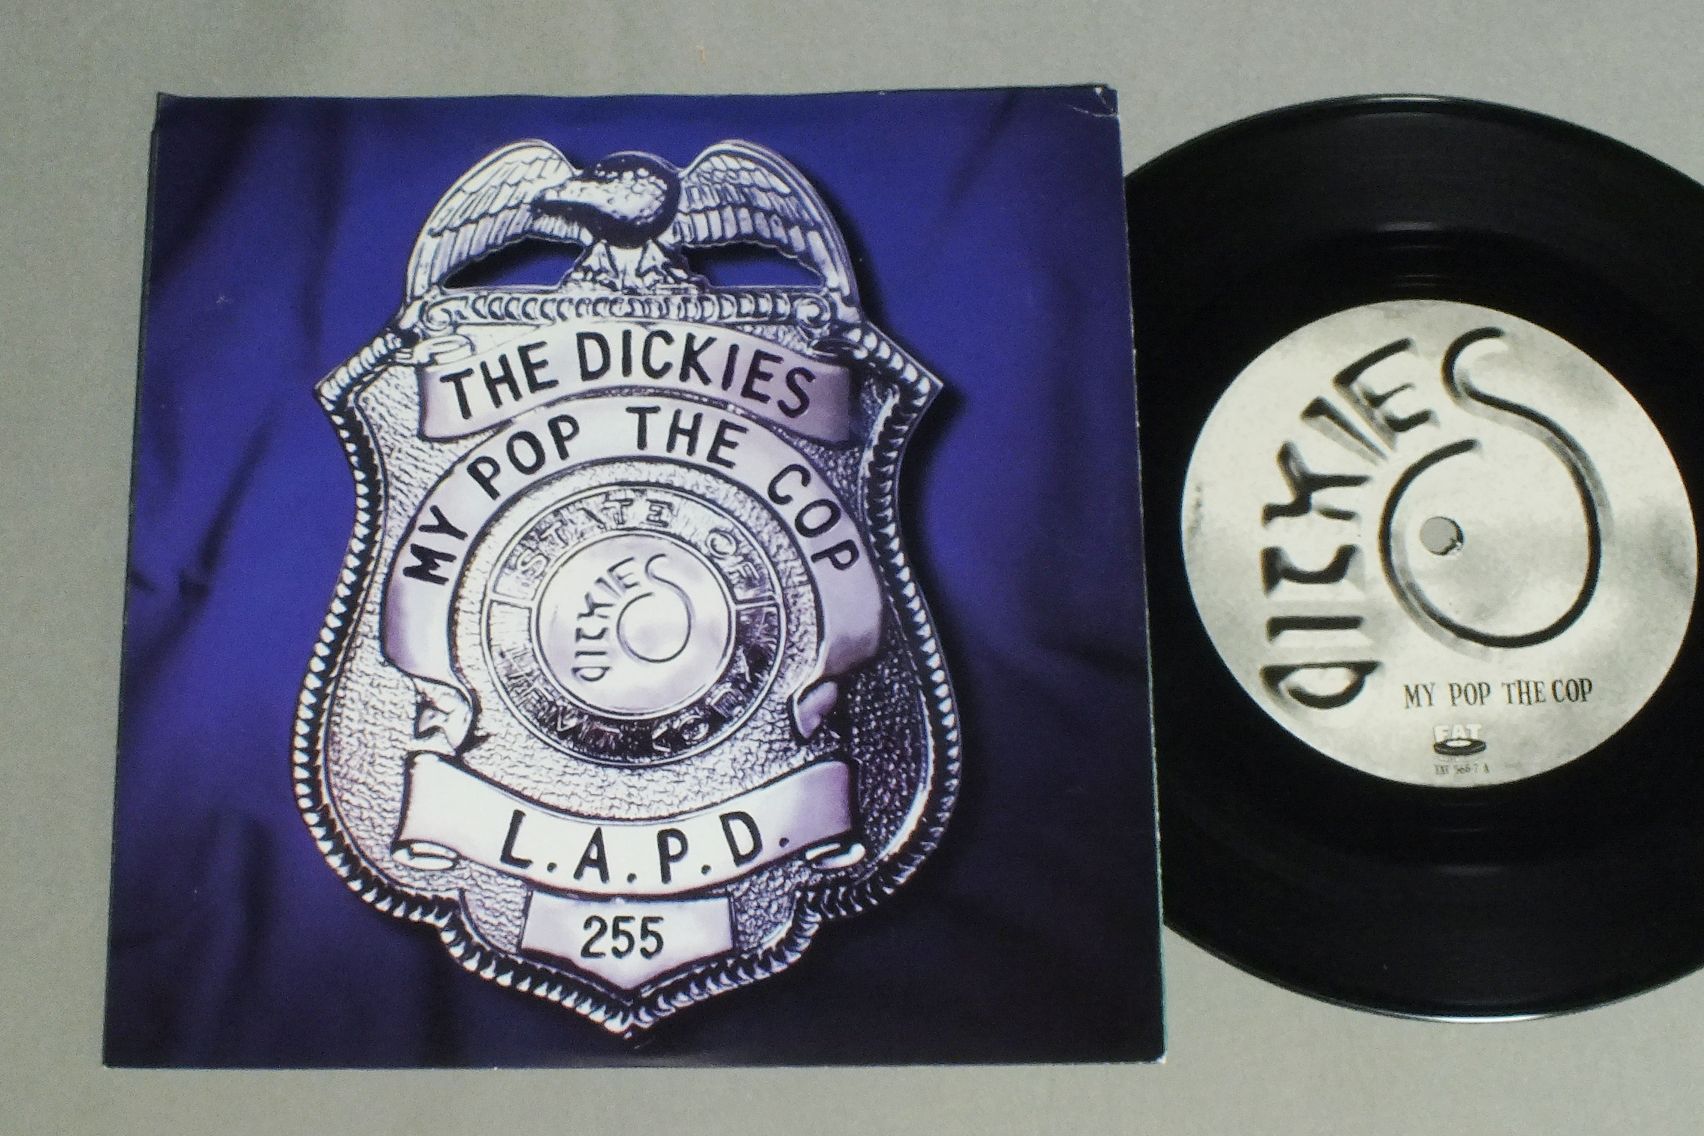 THE DICKIES
MY POP THE COP
STATE OF
DICKIES
L.A.P.D.
255
DICKIES
MY POP THE COP
FAT